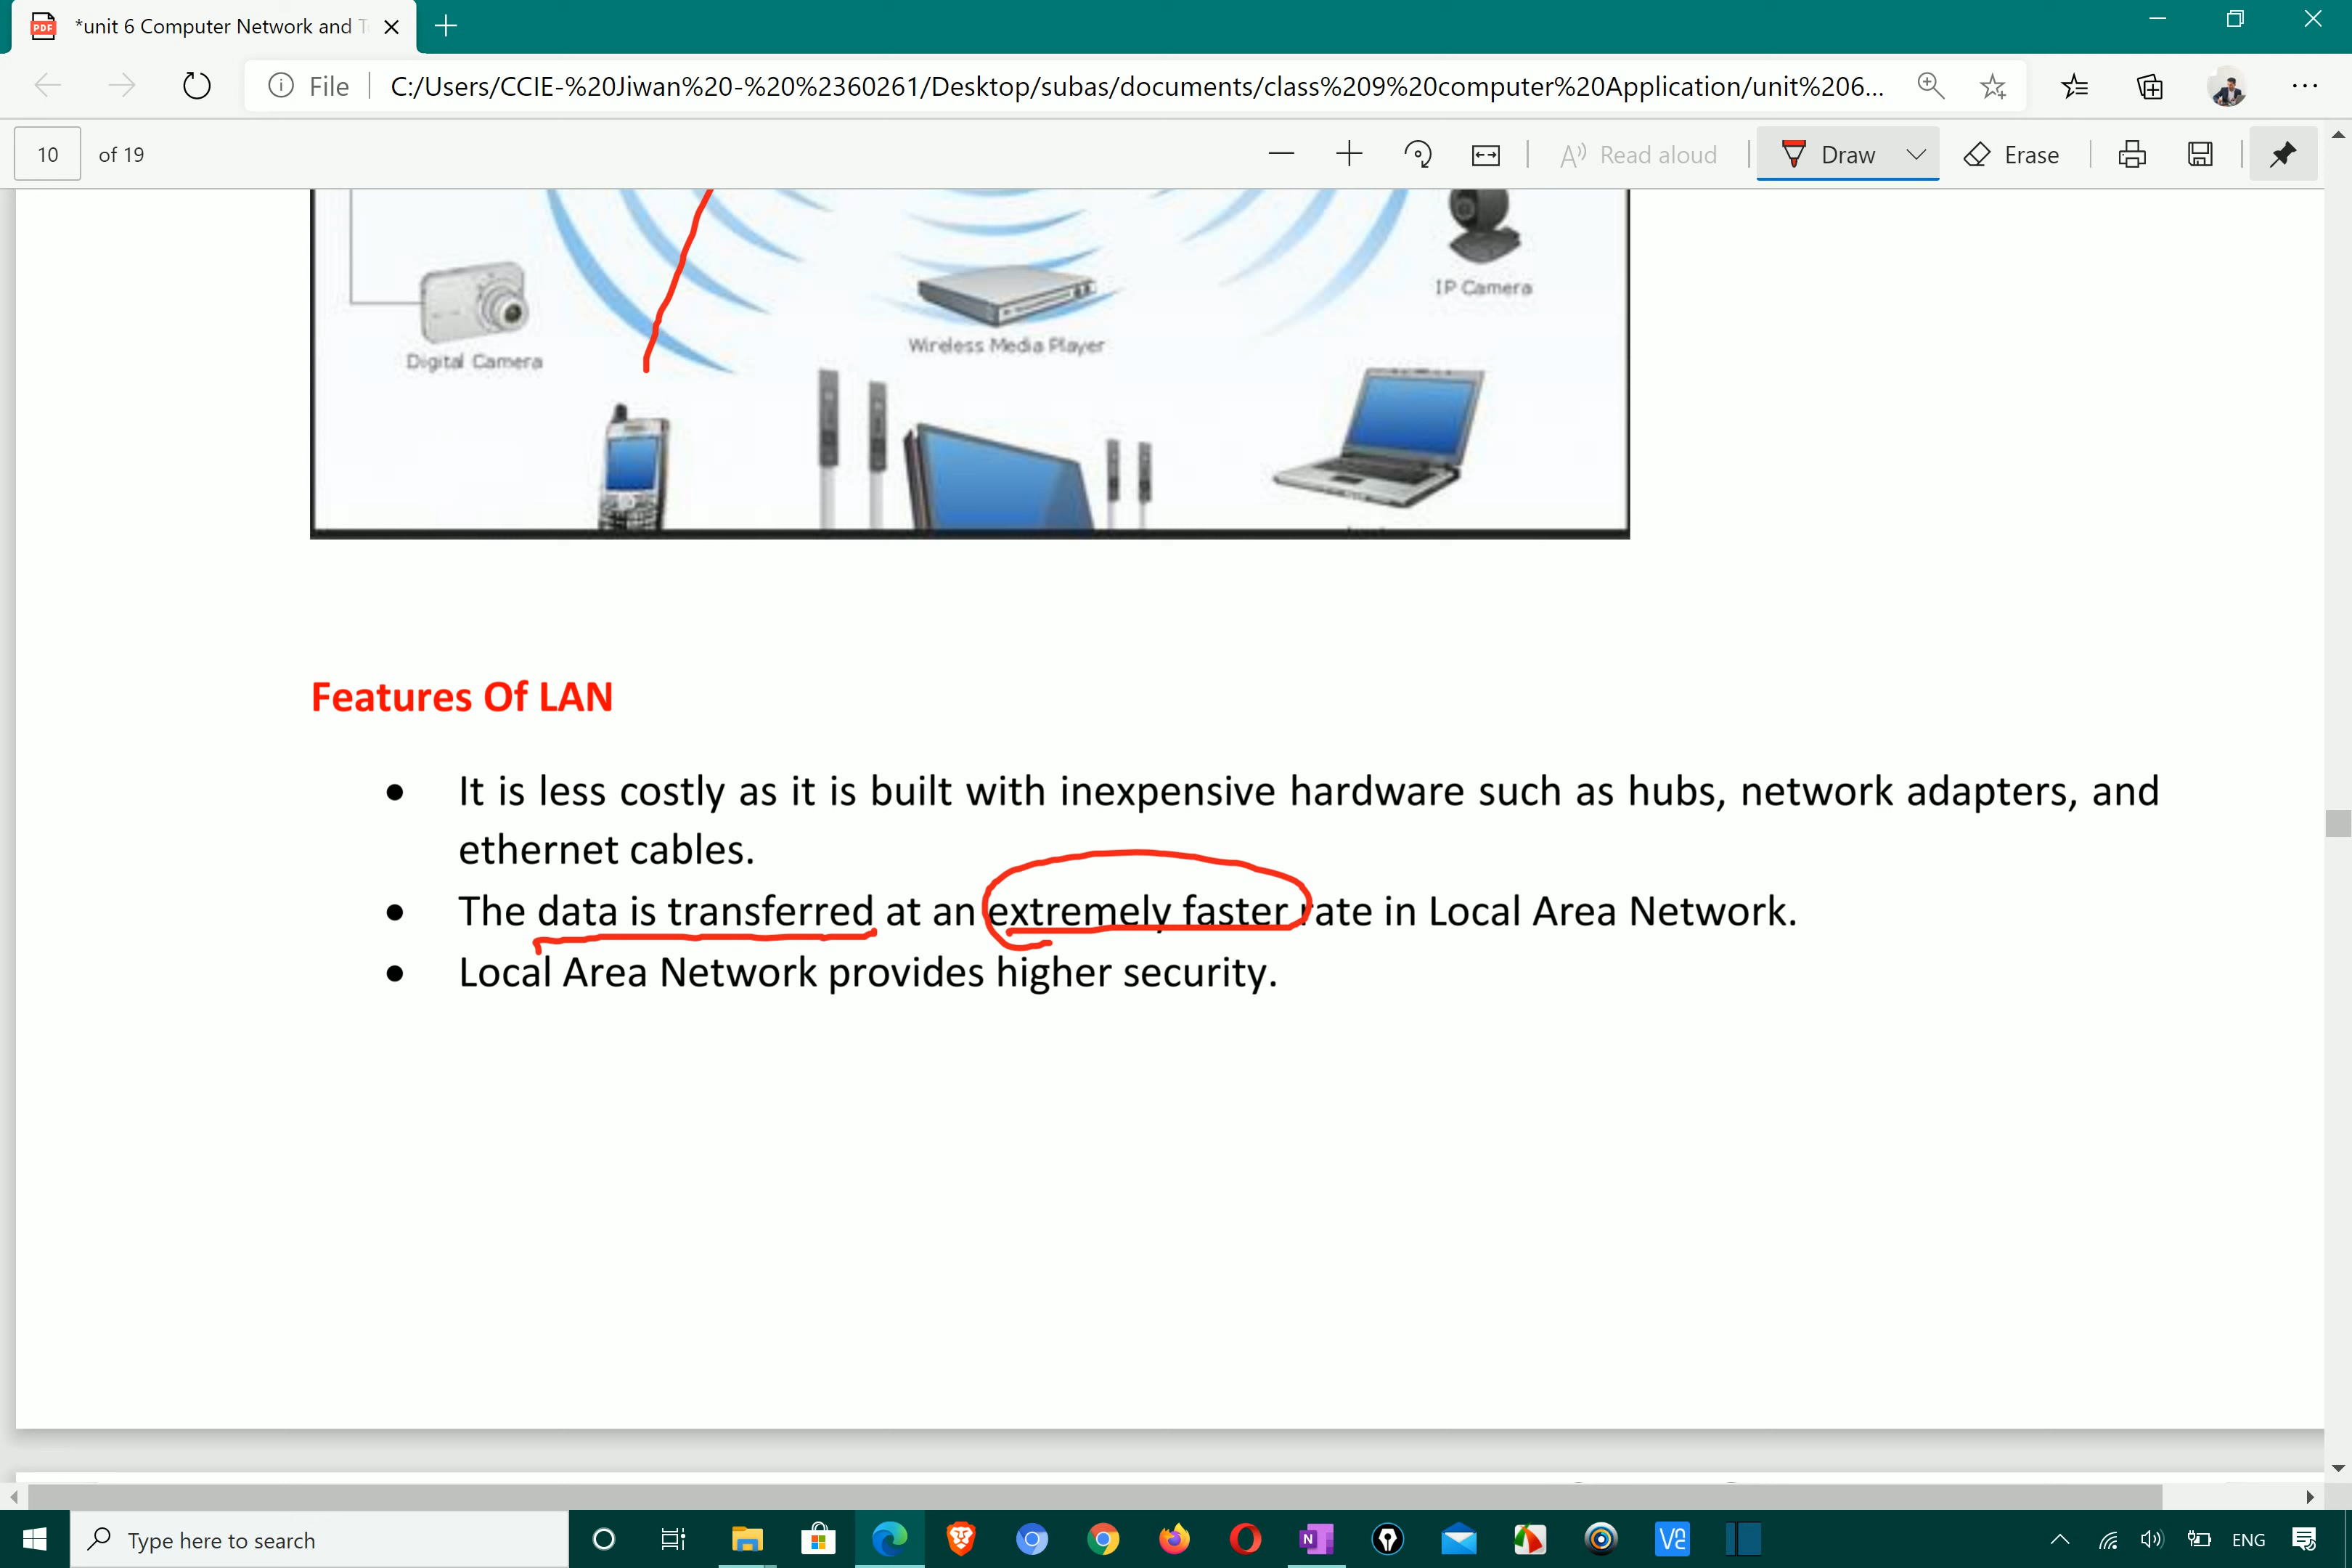 *unit 6 Computer Network and T
File
C:/Users/CCIE-%20Jiwan%20-%20%2360261/Desktop/subas/documents/class%209%20computer%20Application/unit%206...
10 of 19
Read aloud
Draw
Erase
IP Camera
Wireless Media Player
Digital Camera
Features Of LAN
• It is less costly as it is built with inexpensive hardware such as hubs, network adapters, and
ethernet cables.
• The data is transferred at an extremely faster rate in Local Area Network.
• Local Area Network provides higher security.
Type here to search
ENG